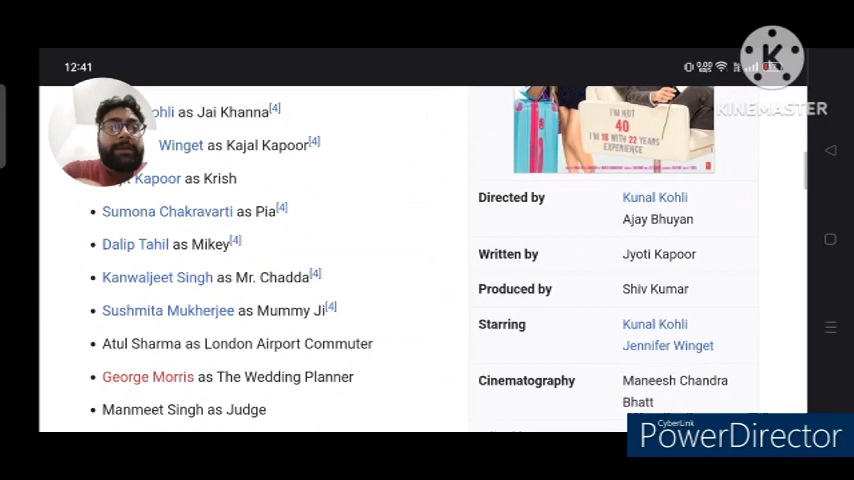 12:41
0.00
KB/S
KINEMASTER
ohli as Jai Khanna[4]
Winget as Kajal Kapoor[4]
Kapoor as Krish
Sumona Chakravarti as Pia[4]
Dalip Tahil as Mikey[4]
Kanwaljeet Singh as Mr. Chadda[4]
Sushmita Mukherjee as Mummy Ji[4]
Atul Sharma as London Airport Commuter
George Morris as The Wedding Planner
Manmeet Singh as Judge
I'M NOT
40
I'M 18 WITH 22 YEARS
EXPERIENCE
Directed by
Kunal Kohli
Ajay Bhuyan
Written by
Jyoti Kapoor
Produced by
Shiv Kumar
Starring
Kunal Kohli
Jennifer Winget
Cinematography
Maneesh Chandra
Bhatt
CyberLink
PowerDirector